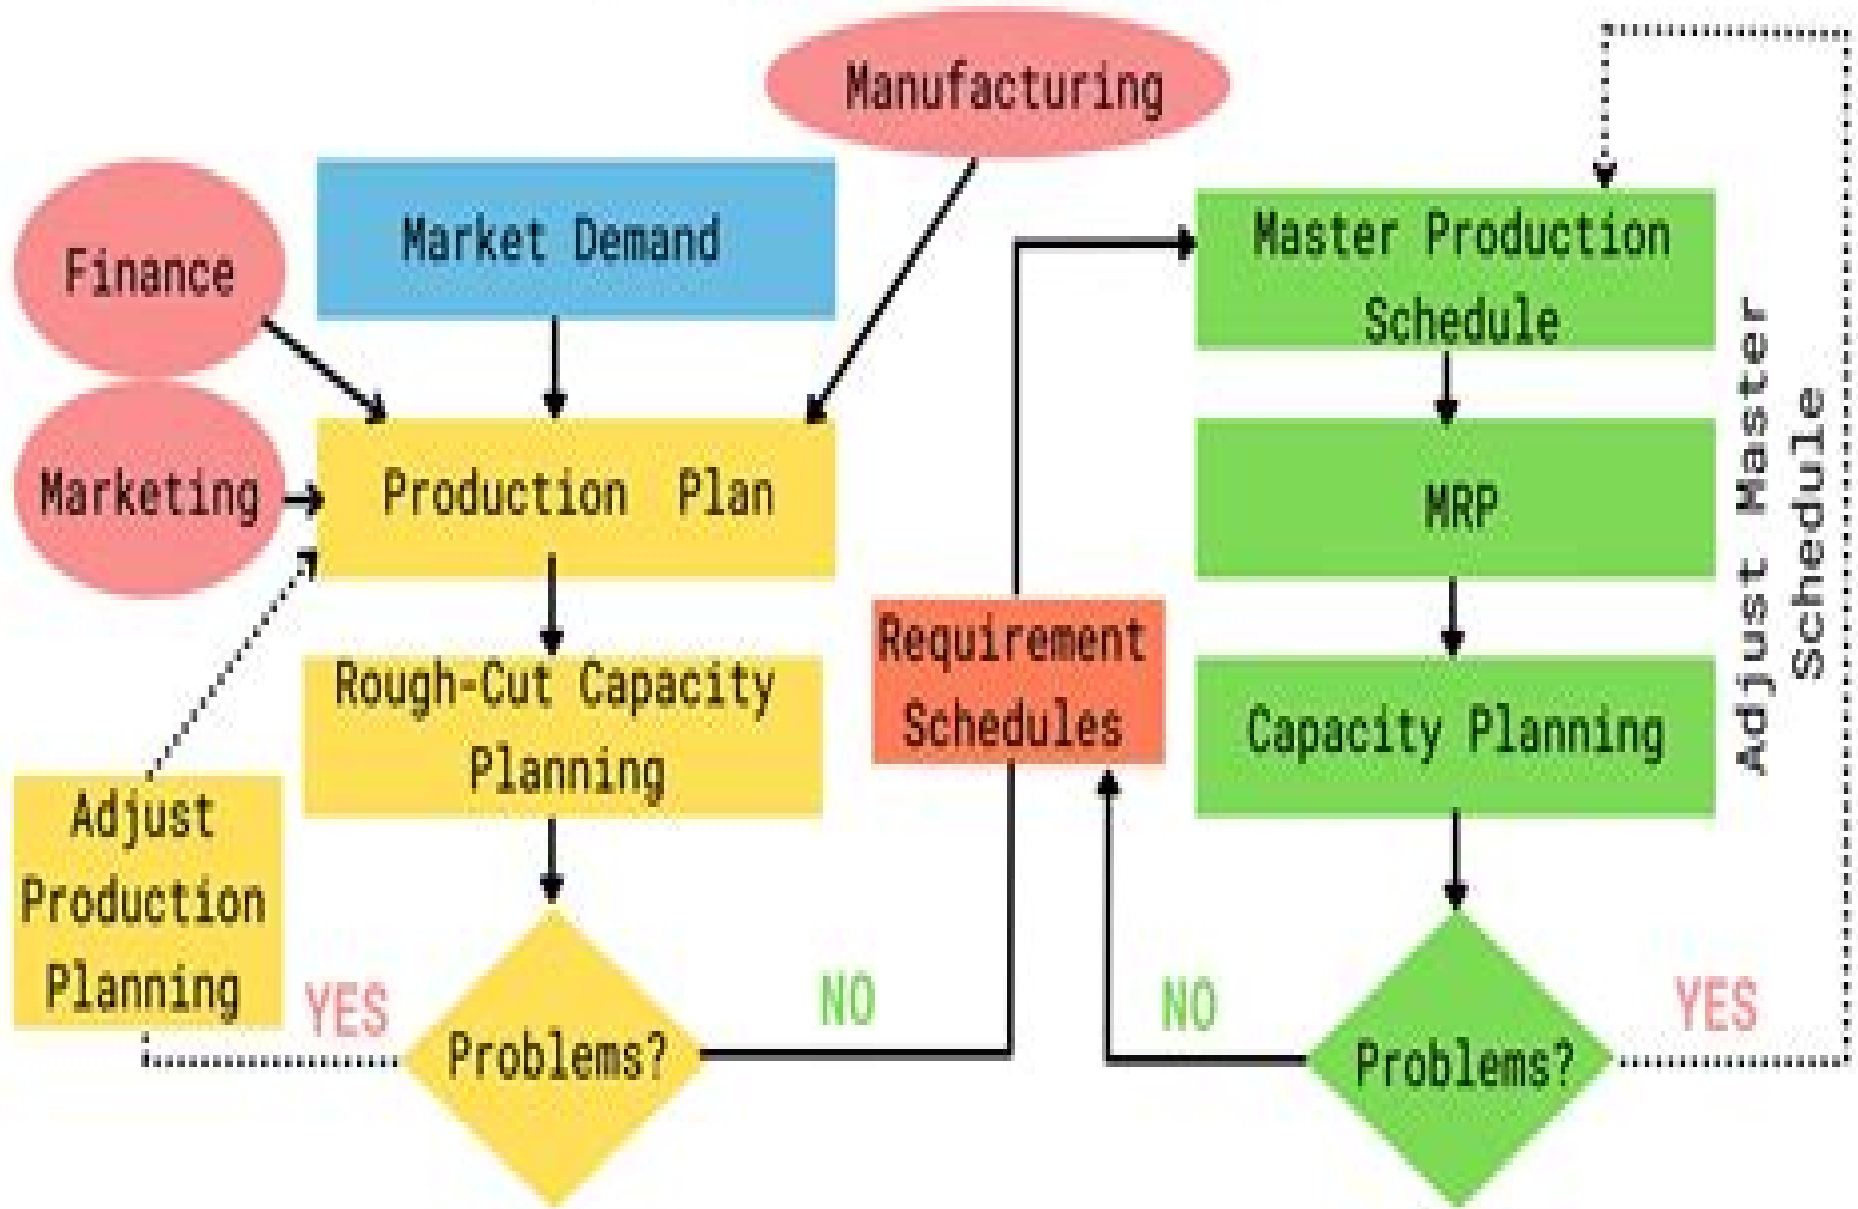 Manufacturing
Finance
Market Demand
Master Production
Schedule
Marketing
Production Plan
MRP
Requirement
Schedules
Rough-Cut Capacity
Planning
Capacity Planning
Adjust Master
Schedule
Adjust
Production
Planning
YES
Problems?
NO
NO
Problems?
YES